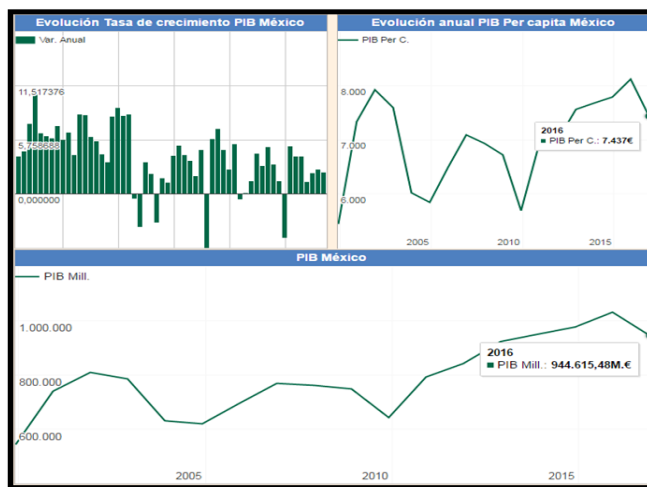 Evolución Tasa de crecimiento PIB México
Var. Anual
11,517376
5,758688
0,000000
Evolución anual PIB Per capita México
PIB Per C.
8.000
7.000
6.000
2016
PIB Per C.: 7.437€
2005
2010
2015
PIB México
PIB Mill.
1.000.000
800.000
600.000
2016
PIB Mill.: 944.615,48M.€
2005
2010
2015